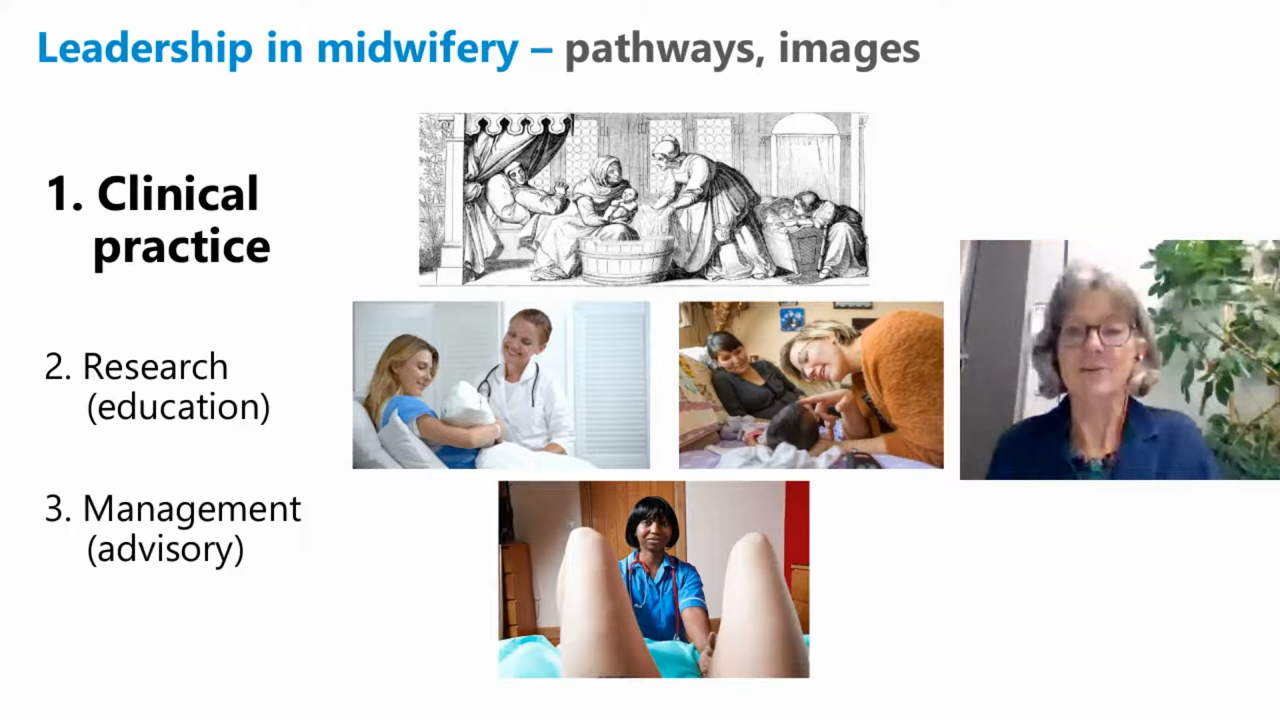 Leadership in midwifery – pathways, images
1. Clinical
practice
2. Research
(education)
3. Management
(advisory)